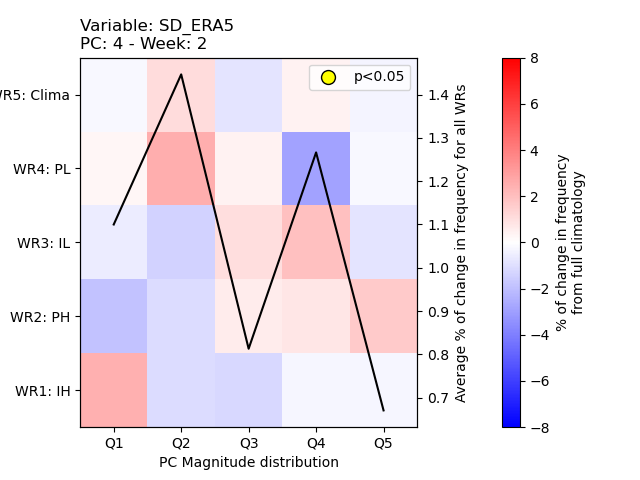 Variable: SD_ERA5
PC: 4 - Week: 2
p<0.05
WR5: Clima
WR4: PL
WR3: IL
WR2: PH
WR1: IH
Q1 Q2 Q3 Q4 Q5
PC Magnitude distribution
1.4
1.3
1.2
1.1
1.0
0.9
0.8
0.7
Average % of change in frequency for all WRs
8
6
4
2
0
−2
−4
−6
−8
% of change in frequency
from full climatology